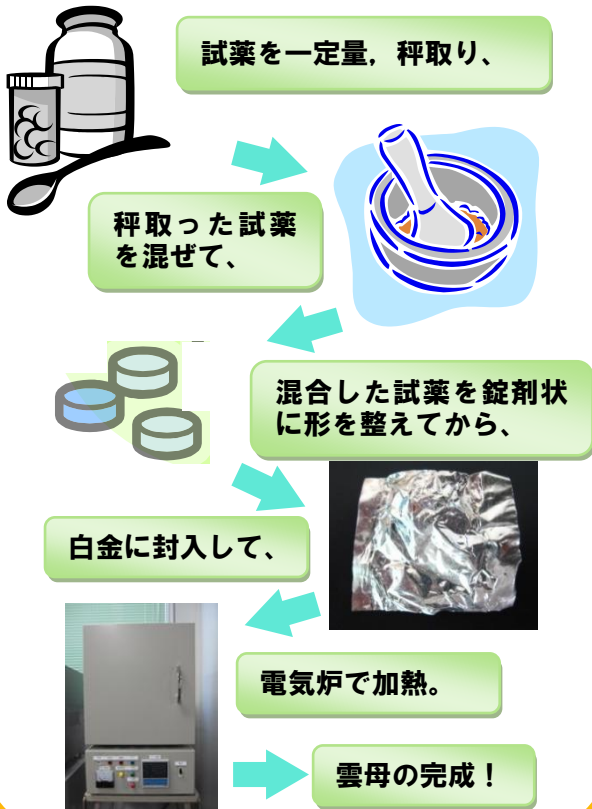 試薬を一定量，秤取り、
秤取った試薬
を混ぜて、
混合した試薬を錠剤状
に形を整えてから、
白金に封入して、
電気炉で加熱。
雲母の完成！